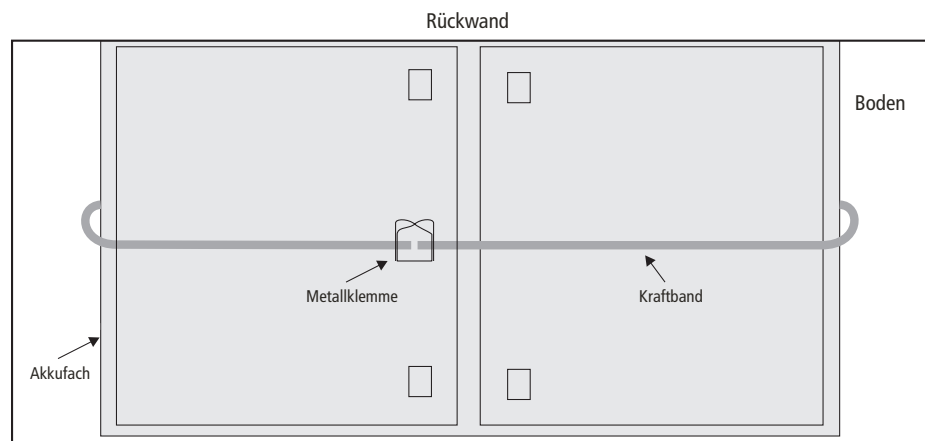 Rückwand
Boden
Metallklemme
Kraftband
Akkufach